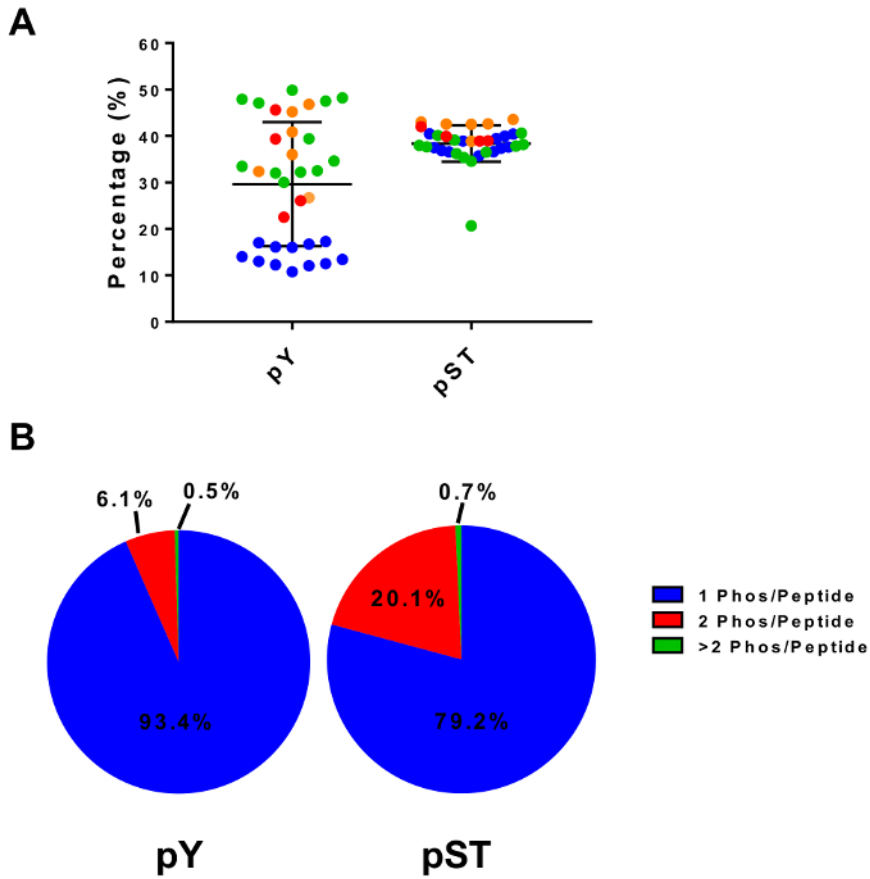 A
Percentage (%)
60
50
40
30
20
10
0
pY
pST
B
6.1%
0.5%
93.4%
0.7%
20.1%
79.2%
1 Phos/Peptide
2 Phos/Peptide
>2 Phos/Peptide
pY
pST